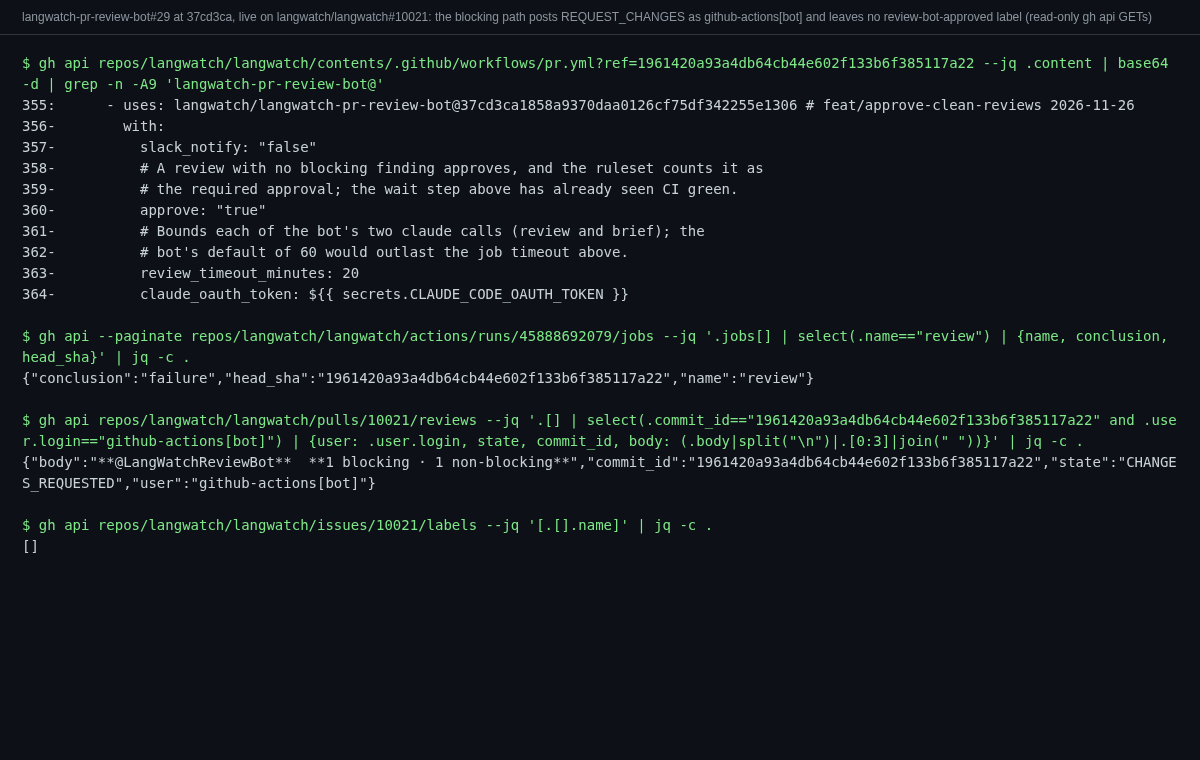 langwatch-pr-review-bot#29 at 37cd3ca, live on langwatch/langwatch#10021: the blocking path posts REQUEST_CHANGES as github-actions[bot] and leaves no review-bot-approved label (read-only gh api GETs)
$ gh api repos/langwatch/langwatch/contents/.github/workflows/pr.yml?ref=1961420a93a4db64cb44e602f133b6f385117a22 --jq .content | base64
-d | grep -n -A9 'langwatch-pr-review-bot@'
355:      - uses: langwatch/langwatch-pr-review-bot@37cd3ca1858a9370daa0126cf75df342255e1306 # feat/approve-clean-reviews 2026-11-26
356-        with:
357-          slack_notify: "false"
358-          # A review with no blocking finding approves, and the ruleset counts it as
359-          # the required approval; the wait step above has already seen CI green.
360-          approve: "true"
361-          # Bounds each of the bot's two claude calls (review and brief); the
362-          # bot's default of 60 would outlast the job timeout above.
363-          review_timeout_minutes: 20
364-          claude_oauth_token: ${{ secrets.CLAUDE_CODE_OAUTH_TOKEN }}
$ gh api --paginate repos/langwatch/langwatch/actions/runs/45888692079/jobs --jq '.jobs[] | select(.name=="review") | {name, conclusion,
head_sha}' | jq -c .
{"conclusion":"failure","head_sha":"1961420a93a4db64cb44e602f133b6f385117a22","name":"review"}
$ gh api repos/langwatch/langwatch/pulls/10021/reviews --jq '.[] | select(.commit_id=="1961420a93a4db64cb44e602f133b6f385117a22" and .use
r.login=="github-actions[bot]") | {user: .user.login, state, commit_id, body: (.body|split("\n")|.[0:3]|join(" "))}' | jq -c .
{"body":"**@LangWatchReviewBot**  **1 blocking · 1 non-blocking**","commit_id":"1961420a93a4db64cb44e602f133b6f385117a22","state":"CHANGE
S_REQUESTED","user":"github-actions[bot]"}
$ gh api repos/langwatch/langwatch/issues/10021/labels --jq '[.[].name]' | jq -c .
[]